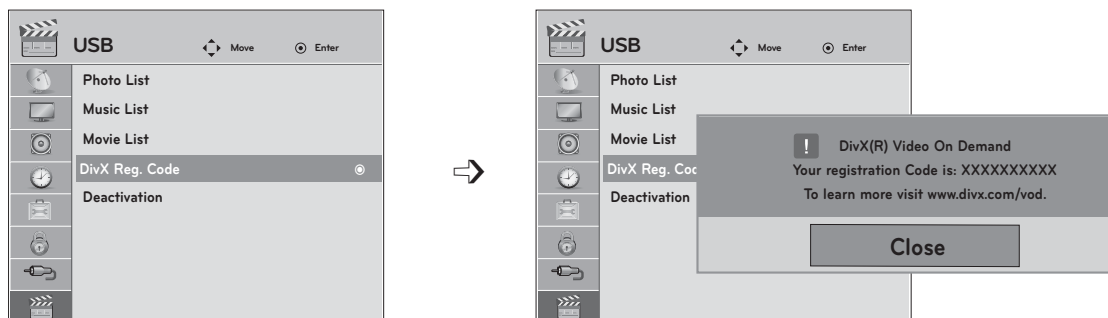 USB Move Enter
Photo List
Music List
Movie List
DivX Reg. Code
Deactivation
USB Move Enter
Photo List
Music List
Movie List
DivX Reg. Cod
Deactivation
! DivX(R) Video On Demand
Your registration Code is: XXXXXXXXXX
To learn more visit www.divx.com/vod.
Close